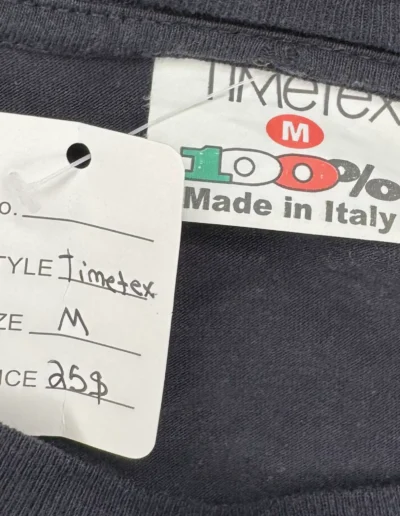 TIMETEX
M
100%
Made in Italy
o.
TYLE Timetex
ZE M
ICE 25$